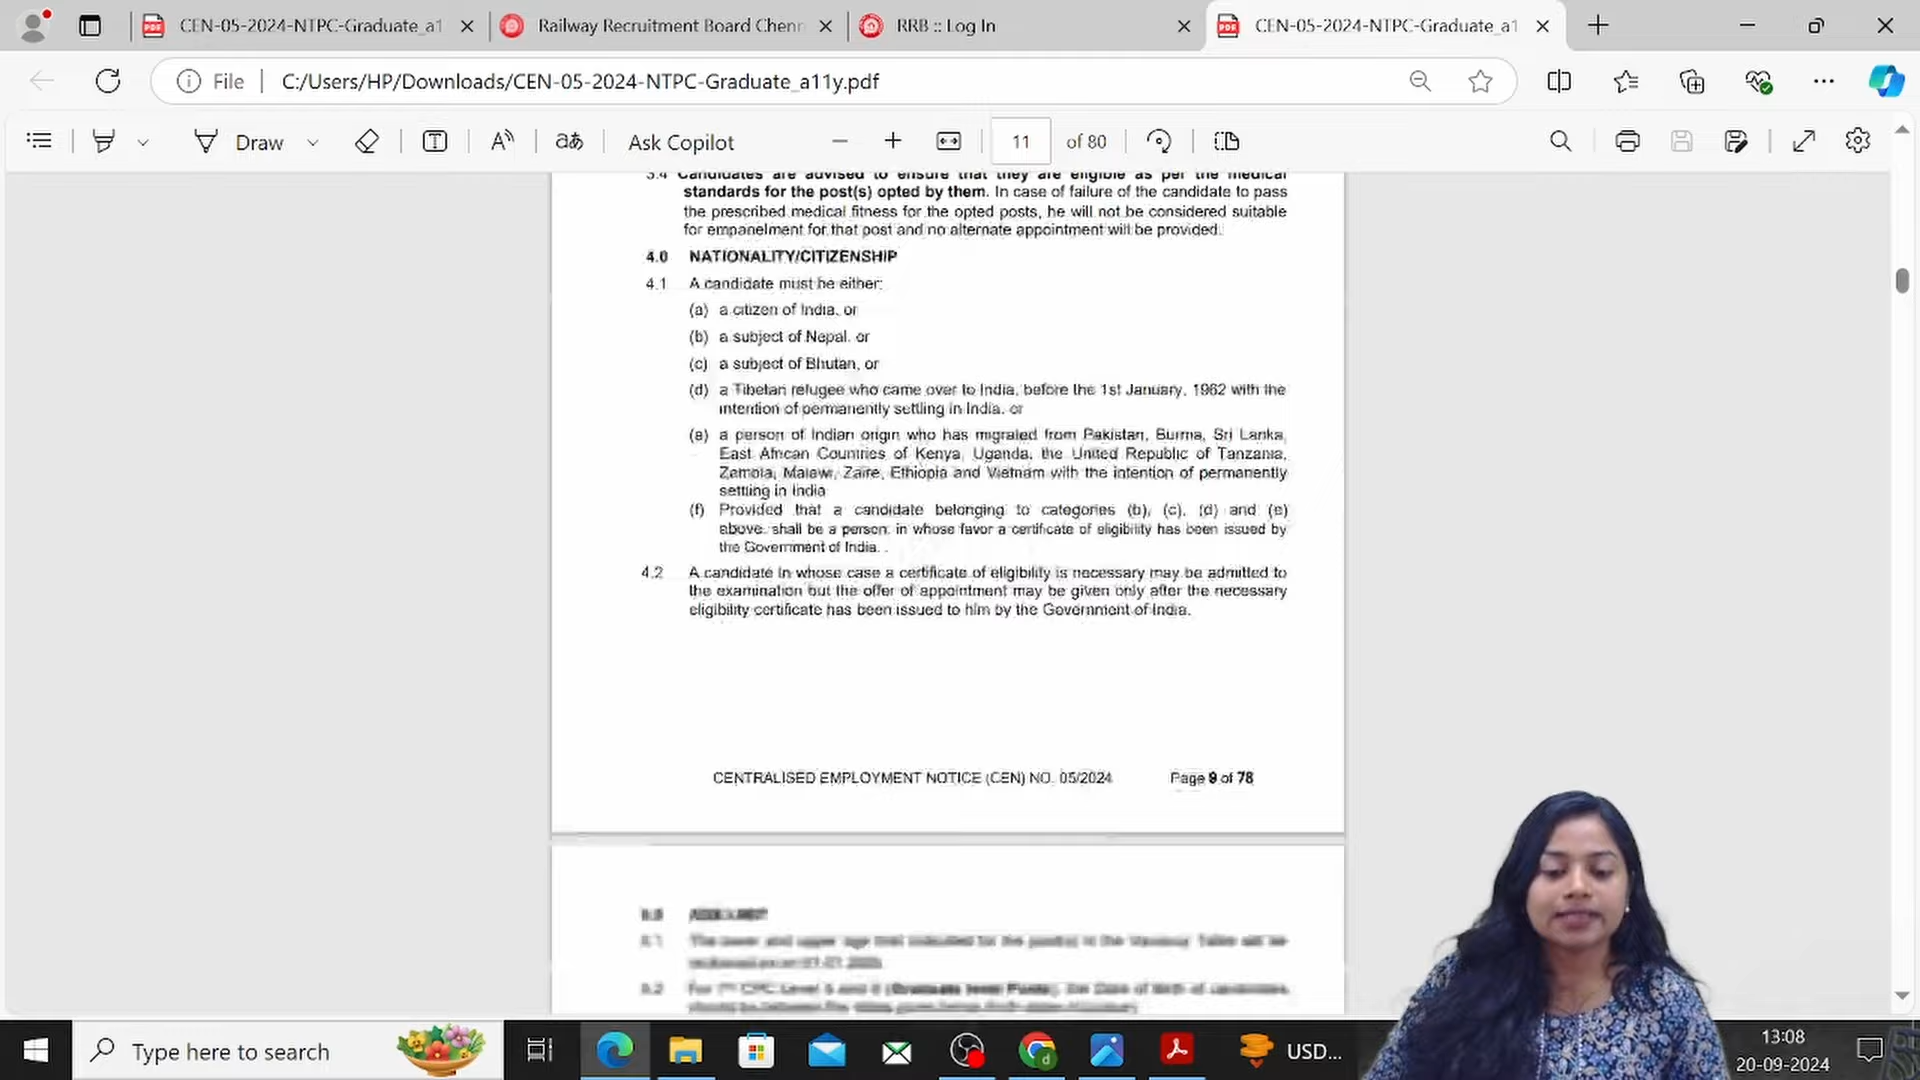 CEN-05-2024-NTPC-Graduate_a1
Railway Recruitment Board Chenn
RRB :: Log In
CEN-05-2024-NTPC-Graduate_a1
File
C:/Users/HP/Downloads/CEN-05-2024-NTPC-Graduate_a11y.pdf
Draw
Ask Copilot
11
of 80
3.4 Candidates are advised to ensure that they are eligible as per the medical
standards for the post(s) opted by them. In case of failure of the candidate to pass
the prescribed medical fitness for the opted posts, he will not be considered suitable
for empanelment for that post and no alternate appointment will be provided.
4.0 NATIONALITY/CITIZENSHIP
4.1 A candidate must be either:
(a) a citizen of India, or
(b) a subject of Nepal, or
(c) a subject of Bhutan, or
(d) a Tibetan refugee who came over to India, before the 1st January, 1962 with the
intention of permanently settling in India, or
(e) a person of Indian origin who has migrated from Pakistan, Burma, Sri Lanka,
East African Countries of Kenya, Uganda, the United Republic of Tanzania,
Zambia, Malawi, Zaire, Ethiopia and Vietnam with the intention of permanently
settling in India
(f) Provided that a candidate belonging to categories (b), (c), (d) and (e)
above, shall be a person, in whose favor a certificate of eligibility has been issued by
the Government of India. .
4.2 A candidate in whose case a certificate of eligibility is necessary may be admitted to
the examination but the offer of appointment may be given only after the necessary
eligibility certificate has been issued to him by the Government of India.
CENTRALISED EMPLOYMENT NOTICE (CEN) NO. 05/2024 Page 9 of 78
Type here to search
USD...
13:08
20-09-2024